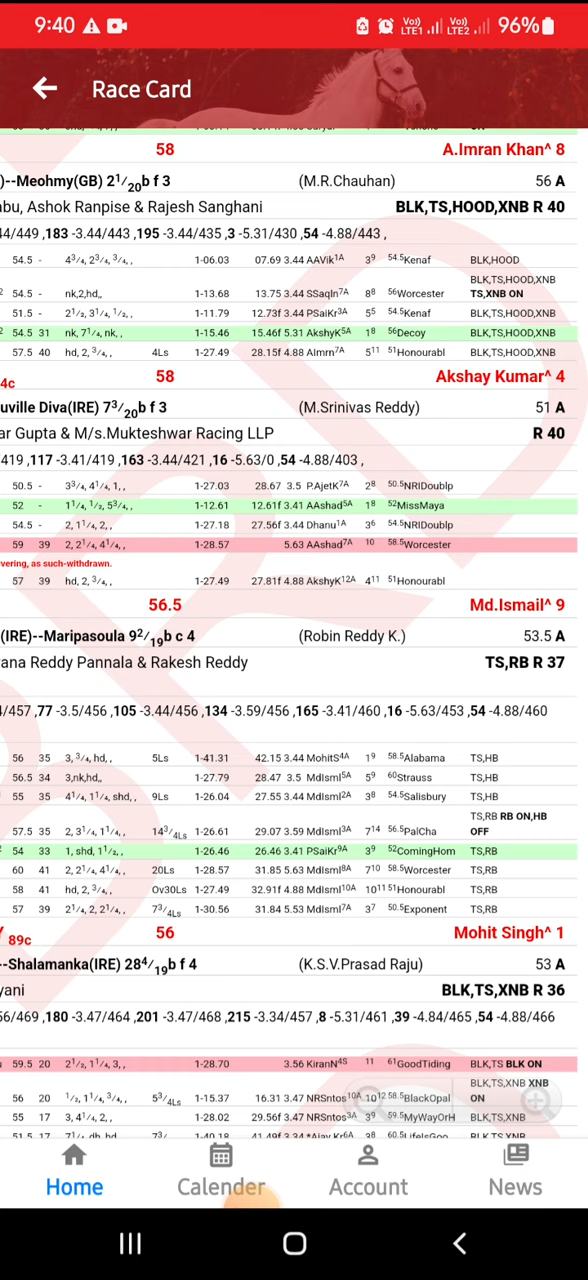 9:40 Vo)) LTE1 Vo)) LTE2 96%
Race Card
58 A.Imran Khan^ 8
)--Meohmy(GB) 2¹/₂₀b f 3 (M.R.Chauhan) 56 A
abu, Ashok Ranpise & Rajesh Sanghani BLK,TS,HOOD,XNB R 40
44/449 ,183 -3.44/443 ,195 -3.44/435 ,3 -5.31/430 ,54 -4.88/443 ,
54.5 - 4³/₄, 2³/₄, ³/₄, , 1-06.03 07.69 3.44 AAVik¹ᴬ 3⁹ ⁵⁴·⁵Kenaf BLK,HOOD
BLK,TS,HOOD,XNB
54.5 - nk,2,hd,, 1-13.68 13.75 3.44 SSaqIn⁷ᴬ 8⁸ ⁵⁶Worcester TS,XNB ON
51.5 - 2¹/₂, 3¹/₄, ¹/₂, , 1-11.79 12.73f 3.44 PSaiKr³ᴬ 5⁵ ⁵⁴·⁵Kenaf BLK,TS,HOOD,XNB
54.5 31 nk, 7¹/₄, nk, , 1-15.46 15.46f 5.31 AkshyK⁵ᴬ 1⁸ ⁵⁶Decoy BLK,TS,HOOD,XNB
57.5 40 hd, 2, ³/₄, , 4Ls 1-27.49 28.15f 4.88 AImrn⁷ᴬ 5¹¹ ⁵¹Honourabl BLK,TS,HOOD,XNB
4c 58 Akshay Kumar^ 4
uville Diva(IRE) 7³/₂₀b f 3 (M.Srinivas Reddy) 51 A
ar Gupta & M/s.Mukteshwar Racing LLP R 40
419 ,117 -3.41/419 ,163 -3.44/421 ,16 -5.63/0 ,54 -4.88/403 ,
50.5 - 3³/₄, 4¹/₄, 1, , 1-27.03 28.67 3.5 P.AjetK⁷ᴬ 2⁸ ⁵⁰·⁵NRIDoublp
52 - 1¹/₄, ¹/₂, 5³/₄, , 1-12.61 12.61f 3.41 AAshad⁵ᴬ 1⁸ ⁵²MissMaya
54.5 - 2, 1¹/₄, 2, , 1-27.18 27.56f 3.44 Dhanu¹ᴬ 3⁶ ⁵⁴·⁵NRIDoublp
59 39 2, 2¹/₄, 4¹/₄, , 1-28.57 5.63 AAshad⁷ᴬ 10 ⁵⁸·⁵Worcester
vering, as such-withdrawn.
57 39 hd, 2, ³/₄, , 1-27.49 27.81f 4.88 AkshyK¹²ᴬ 4¹¹ ⁵¹Honourabl
56.5 Md.Ismail^ 9
(IRE)--Maripasoula 9²/₁₉b c 4 (Robin Reddy K.) 53.5 A
ana Reddy Pannala & Rakesh Reddy TS,RB R 37
/457 ,77 -3.5/456 ,105 -3.44/456 ,134 -3.59/456 ,165 -3.41/460 ,16 -5.63/453 ,54 -4.88/460
56 35 3, ³/₄, hd, , 5Ls 1-41.31 42.15 3.44 MohitS⁴ᴬ 1⁹ ⁵⁸·⁵Alabama TS,HB
56.5 34 3,nk,hd,, 1-27.79 28.47 3.5 MdIsml⁵ᴬ 5⁹ ⁶⁰Strauss TS,HB
55 35 4¹/₄, 1¹/₄, shd, , 9Ls 1-26.04 27.55 3.44 MdIsml²ᴬ 3⁸ ⁵⁴·⁵Salisbury TS,HB
TS,RB RB ON,HB
57.5 35 2, 3¹/₄, 1¹/₄, , 14³/₄Ls 1-26.61 29.07 3.59 MdIsml³ᴬ 7¹⁴ ⁵⁶·⁵PalCha OFF
54 33 1, shd, 1¹/₂, , 1-26.46 26.46 3.41 PSaiKr⁹ᴬ 3⁹ ⁵²ComingHom TS,RB
60 41 2, 2¹/₄, 4¹/₄, , 20Ls 1-28.57 31.85 5.63 MdIsml⁸ᴬ 7¹⁰ ⁵⁸·⁵Worcester TS,RB
58 41 hd, 2, ³/₄, , Ov30Ls 1-27.49 32.91f 4.88 MdIsml¹⁰ᴬ 10¹¹ ⁵¹Honourabl TS,RB
57 39 2¹/₄, 2, 2¹/₄, , 7³/₄Ls 1-30.56 31.84 5.53 MdIsml⁷ᴬ 3⁷ ⁵⁰·⁵Exponent TS,RB
89c 56 Mohit Singh^ 1
--Shalamanka(IRE) 28⁴/₁₉b f 4 (K.S.V.Prasad Raju) 53 A
yani BLK,TS,XNB R 36
56/469 ,180 -3.47/464 ,201 -3.47/468 ,215 -3.34/457 ,8 -5.31/461 ,39 -4.84/465 ,54 -4.88/466
59.5 20 2¹/₂, 1¹/₄, 3, , 1-28.70 3.56 KiranN⁴ˢ 11 ⁶¹GoodTiding BLK,TS BLK ON
BLK,TS,XNB XNB
56 20 ¹/₂, 1¹/₄, ³/₄, , 5³/₄Ls 1-15.37 16.31 3.47 NRSntos¹⁰ᴬ 10¹² ⁵⁸·⁵BlackOpal ON
55 17 3, 4¹/₄, 2, , 1-28.02 29.56f 3.47 NRSntos³ᴬ 3⁹ ⁵⁹·⁵MyWayOrH BLK,TS,XNB
Home Calender Account News